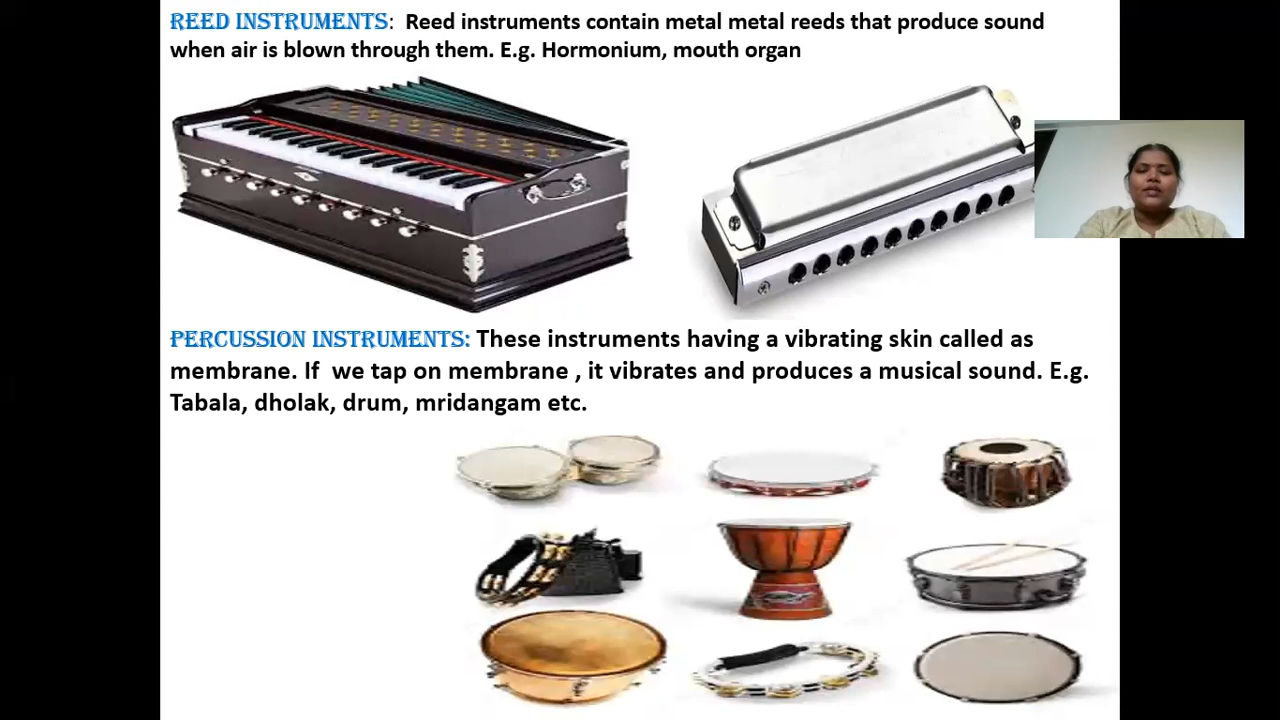 REED INSTRUMENTS: Reed instruments contain metal metal reeds that produce sound
when air is blown through them. E.g. Hormonium, mouth organ
PERCUSSION INSTRUMENTS: These instruments having a vibrating skin called as
membrane. If we tap on membrane , it vibrates and produces a musical sound. E.g.
Tabala, dholak, drum, mridangam etc.